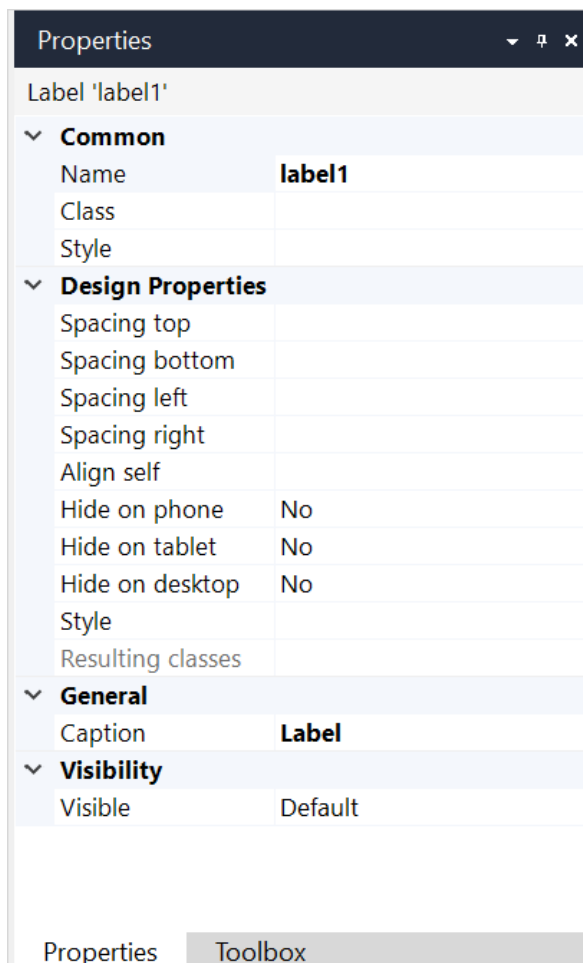 Properties
Label 'label1'
Common
Name label1
Class
Style
Design Properties
Spacing top
Spacing bottom
Spacing left
Spacing right
Align self
Hide on phone No
Hide on tablet No
Hide on desktop No
Style
Resulting classes
General
Caption Label
Visibility
Visible Default
Properties Toolbox